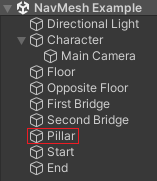 NavMesh Example
Directional Light
Character
Main Camera
Floor
Opposite Floor
First Bridge
Second Bridge
Pillar
Start
End